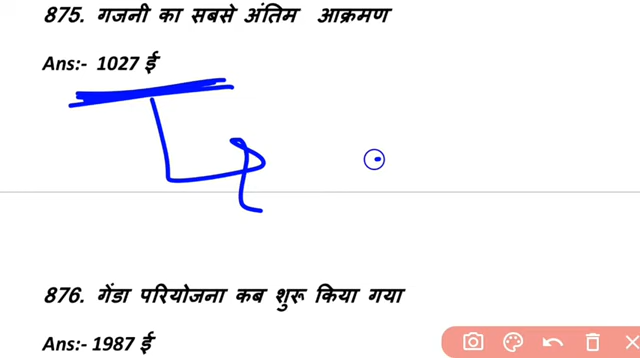 875. गजनी का सबसे अंतिम आक्रमण
Ans:- 1027 ई
876. गेंडा परियोजना कब शुरू किया गया
Ans:- 1987 ई